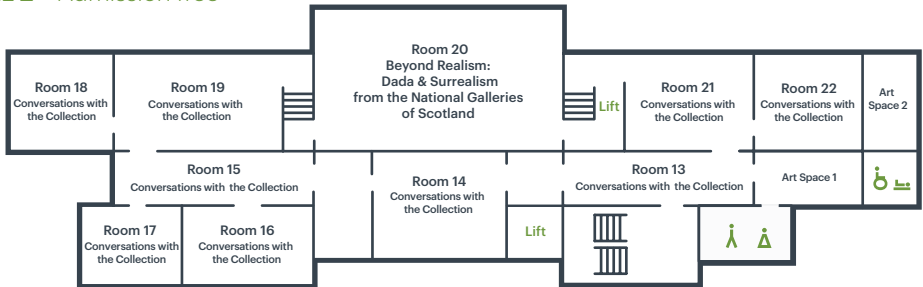 Admission free
Room 20
Beyond Realism:
Dada & Surrealism
from the National Galleries
of Scotland
Room 18
Conversations with
the Collection
Room 19
Conversations with
the Collection
Lift
Room 21
Conversations with
the Collection
Room 22
Conversations with
the Collection
Art
Space 2
Room 15
Conversations with the Collection
Room 14
Conversations with
the Collection
Room 13
Conversations with the Collection
Art Space 1
Room 17
Conversations with
the Collection
Room 16
Conversations with
the Collection
Lift